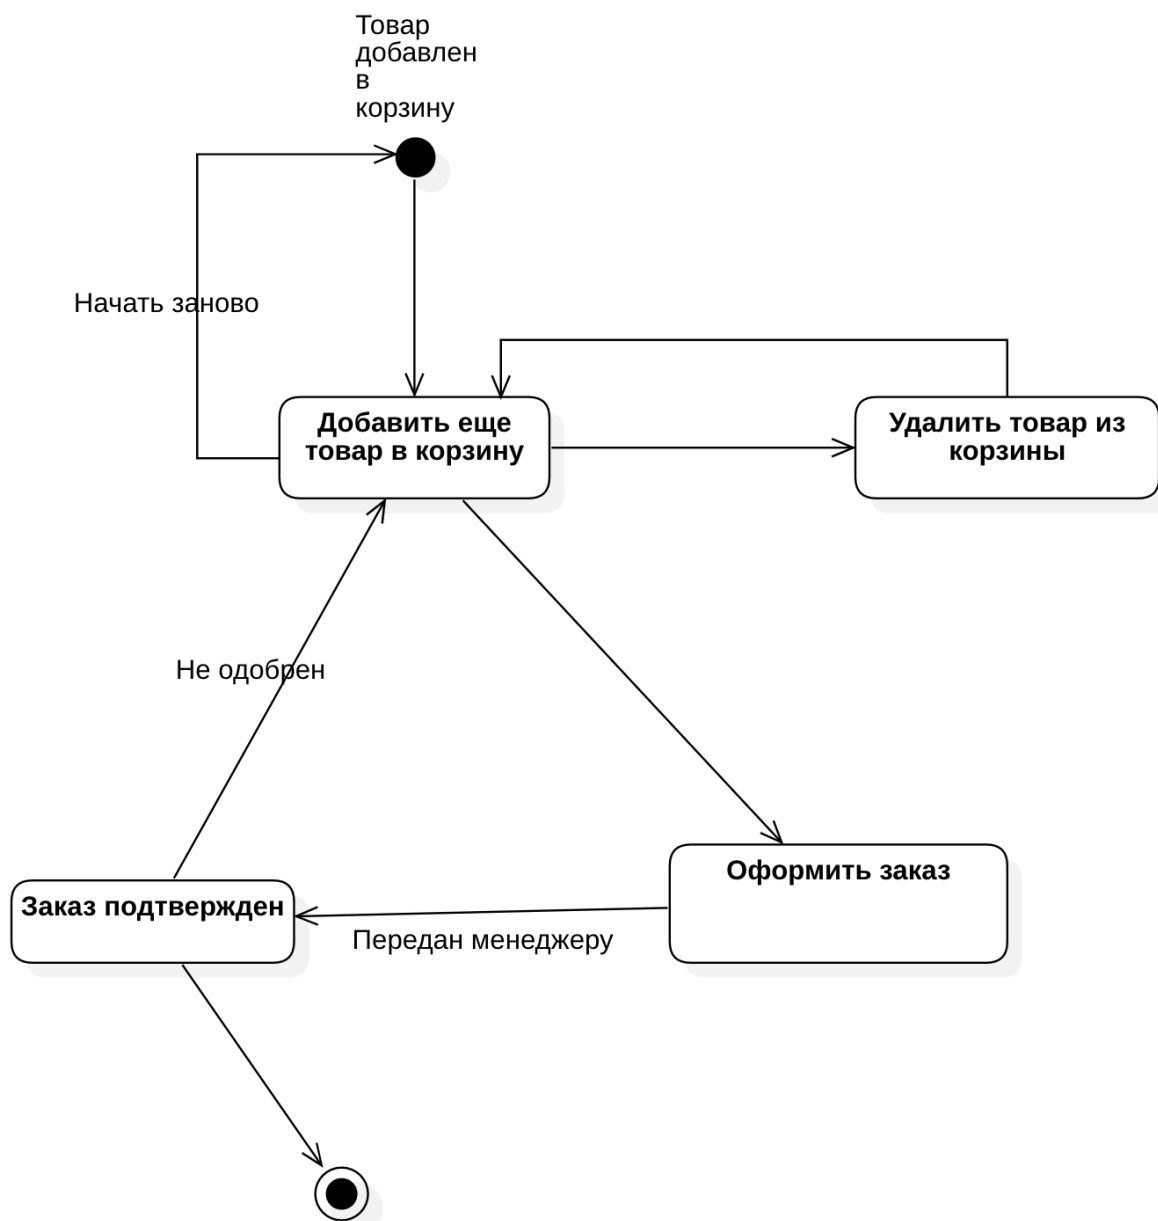 Товар
добавлен
в
корзину
Начать заново
Добавить еще
товар в корзину
Удалить товар из
корзины
Не одобрен
Оформить заказ
Заказ подтвержден
Передан менеджеру